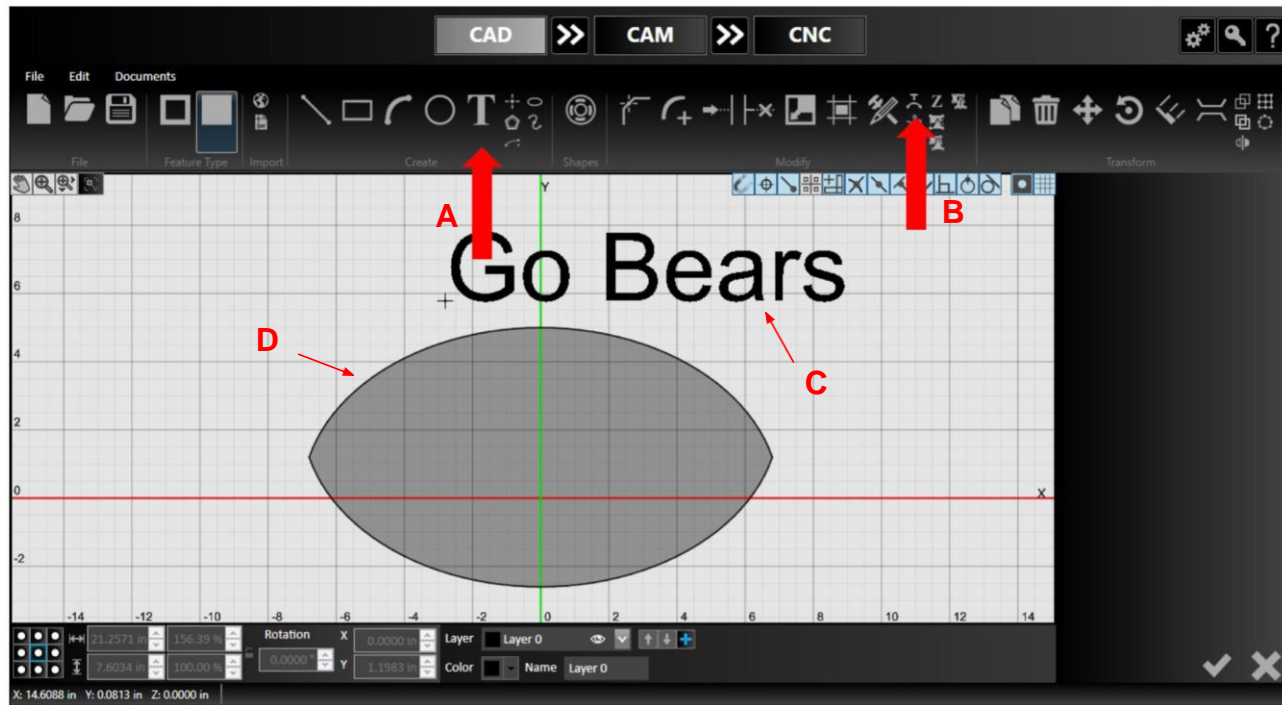 CAD CAM CNC
File Edit Documents
File Feature Type Import Create Shapes Modify Transform
Y
8
A
B
Go Bears
6
D
4
C
2
0
X
-2
-14 -12 -10 -8 -6 -4 -2 0 2 4 6 8 10 12 14
21.2571 in 156.39 % Rotation X 0.0000 in Layer Layer 0
7.6034 in 100.00 % 0.0000 ° Y 1.1983 in Color Name Layer 0
X: 14.6088 in Y: 0.0813 in Z: 0.0000 in